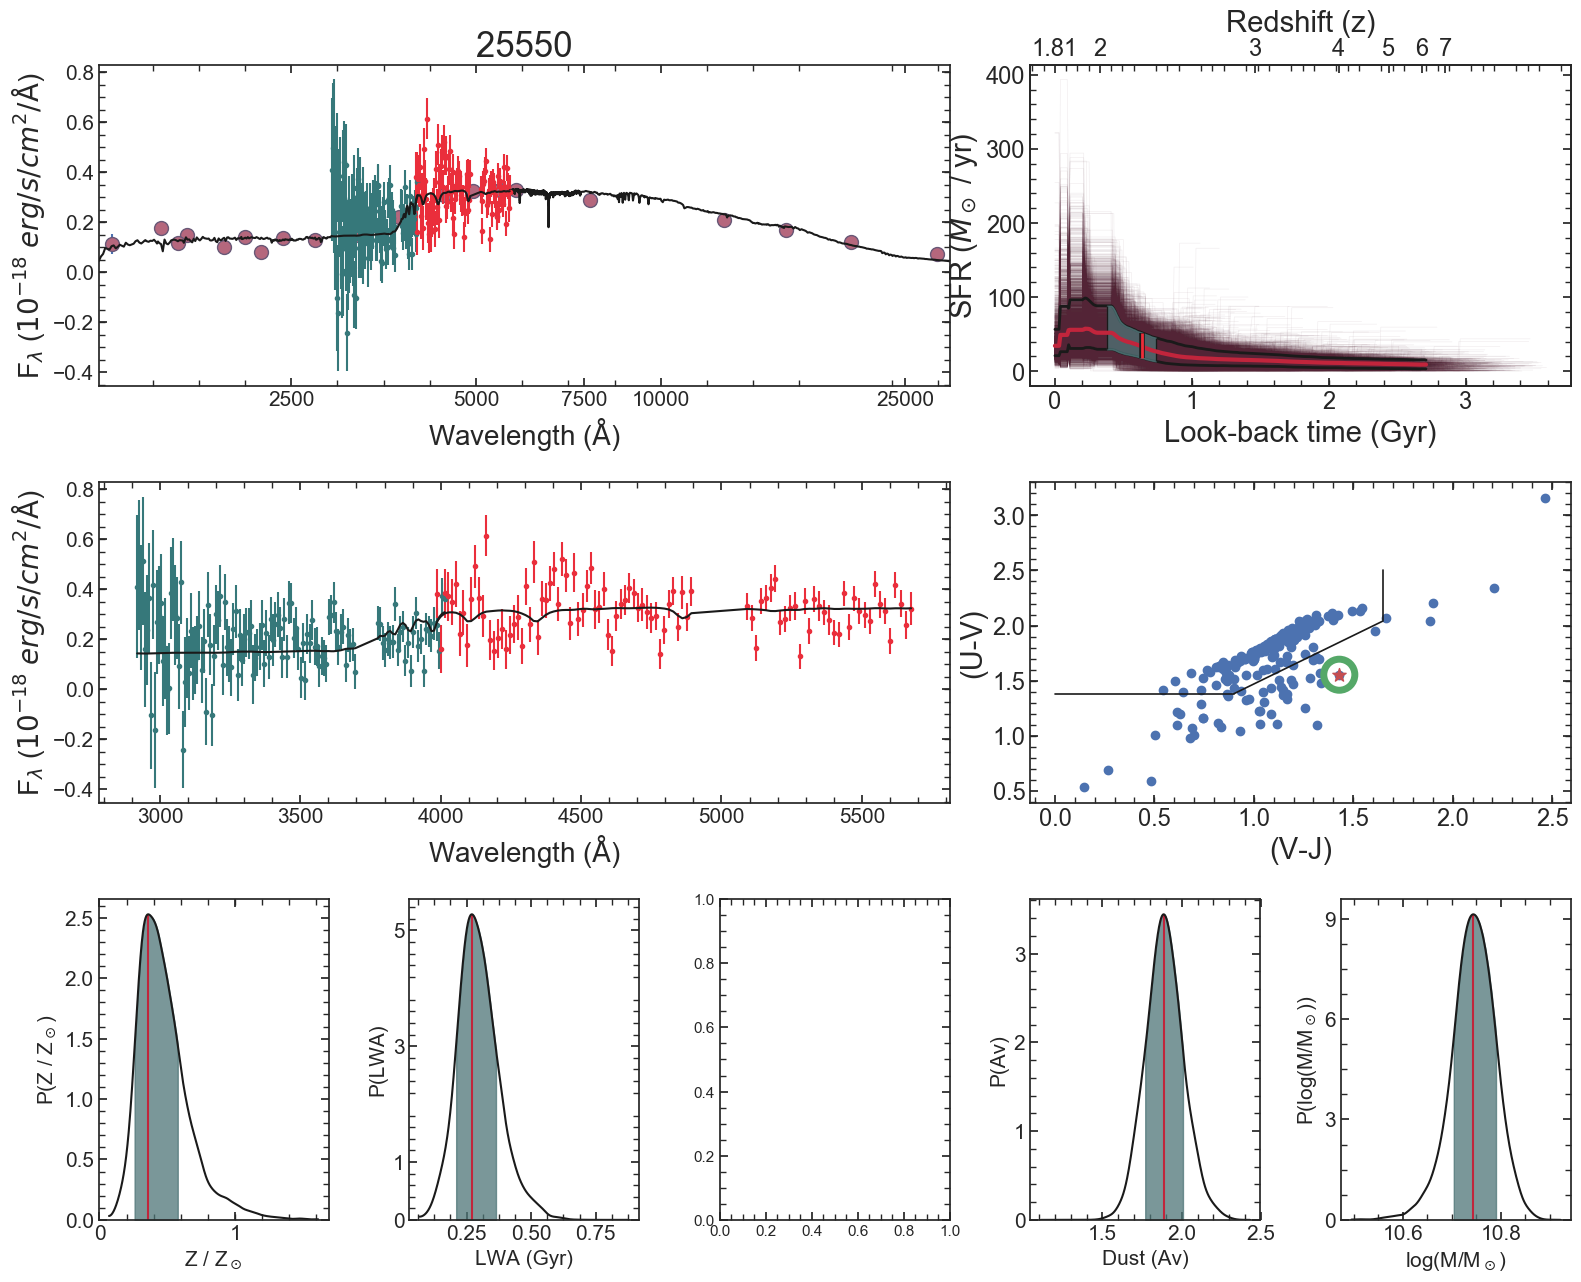 25550
0.8
0.6
0.4
0.2
0.0
−0.2
−0.4
F_λ (10^−18 erg/s/cm^2/Å)
2500 5000 7500 10000 25000
Wavelength (Å)
Redshift (z)
1.81 2 3 4 5 6 7
400
300
200
100
0
SFR (M_⊙ / yr)
0 1 2 3
Look-back time (Gyr)
0.8
0.6
0.4
0.2
0.0
−0.2
−0.4
F_λ (10^−18 erg/s/cm^2/Å)
3000 3500 4000 4500 5000 5500
Wavelength (Å)
3.0
2.5
2.0
1.5
1.0
0.5
(U-V)
0.0 0.5 1.0 1.5 2.0 2.5
(V-J)
2.5
2.0
1.5
1.0
0.5
0.0
P(Z / Z_⊙)
0 1
Z / Z_⊙
5
3
1
0
P(LWA)
0.25 0.50 0.75
LWA (Gyr)
1.0
0.8
0.6
0.4
0.2
0.0
0.0 0.2 0.4 0.6 0.8 1.0
3
2
1
0
P(Av)
1.5 2.0 2.5
Dust (Av)
9
6
3
0
P(log(M/M_⊙))
10.6 10.8
log(M/M_⊙)